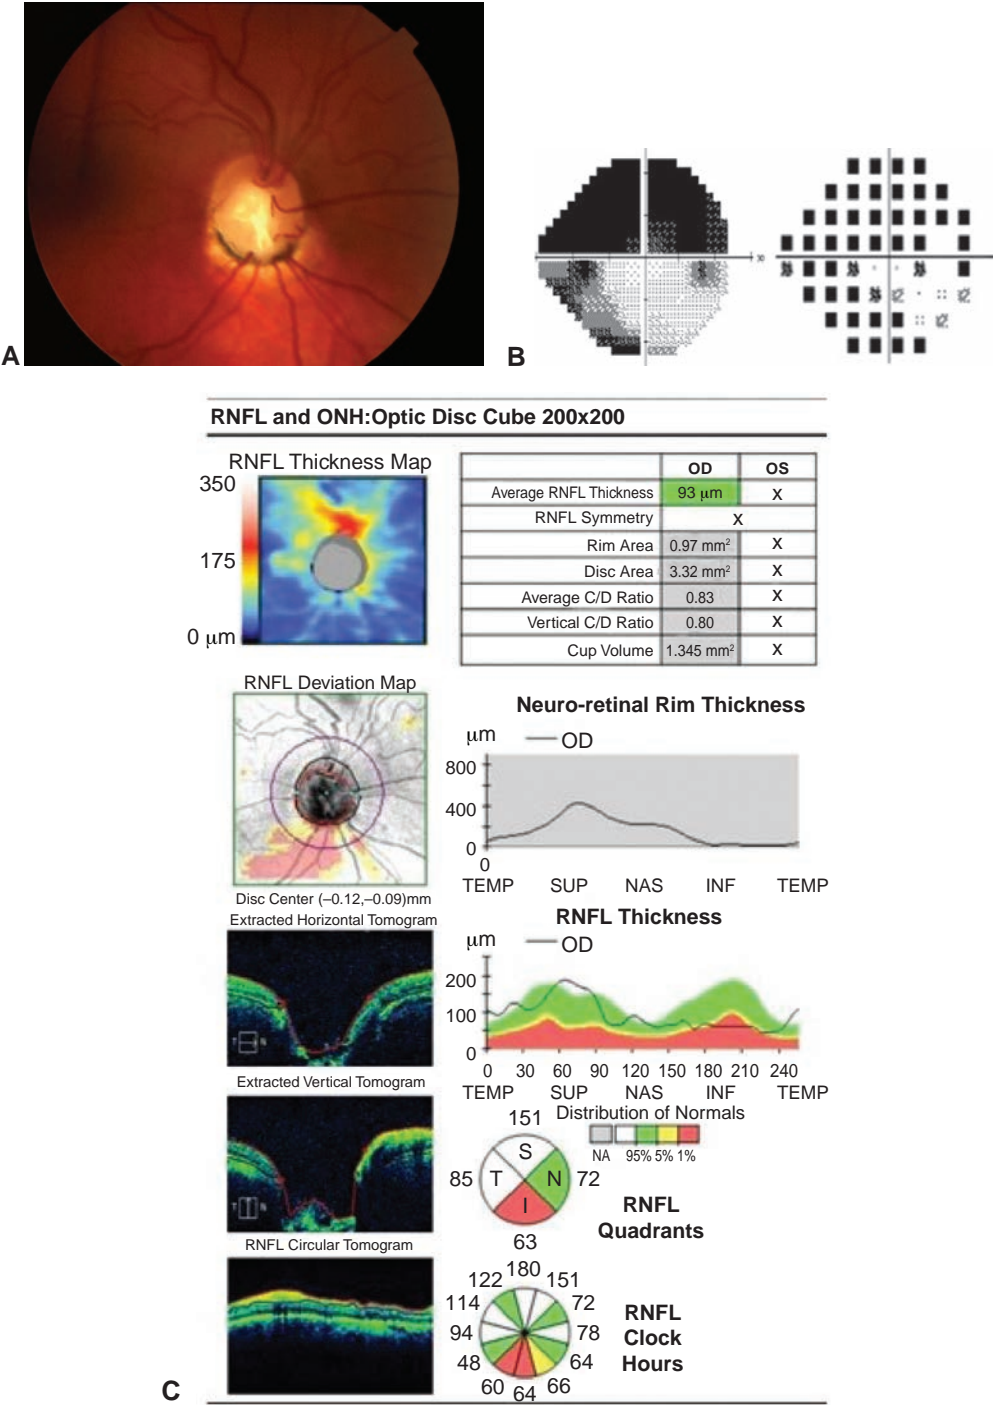 A
B
RNFL and ONH:Optic Disc Cube 200x200
RNFL Thickness Map
350
175
0 µm
OD OS
Average RNFL Thickness 93 µm X
RNFL Symmetry X
Rim Area 0.97 mm² X
Disc Area 3.32 mm² X
Average C/D Ratio 0.83 X
Vertical C/D Ratio 0.80 X
Cup Volume 1.345 mm² X
RNFL Deviation Map
Disc Center (–0.12,–0.09)mm
Neuro-retinal Rim Thickness
µm
OD
800
400
0
0
TEMP SUP NAS INF TEMP
Extracted Horizontal Tomogram
T N
RNFL Thickness
µm
OD
200
100
0
0 30 60 90 120 150 180 210 240
TEMP SUP NAS INF TEMP
Extracted Vertical Tomogram
T N
Distribution of Normals
NA 95% 5% 1%
151
S
85 T N 72
I
63
RNFL
Quadrants
RNFL Circular Tomogram
180
122 151
114 72
94 78
48 64
60 64 66
RNFL
Clock
Hours
C